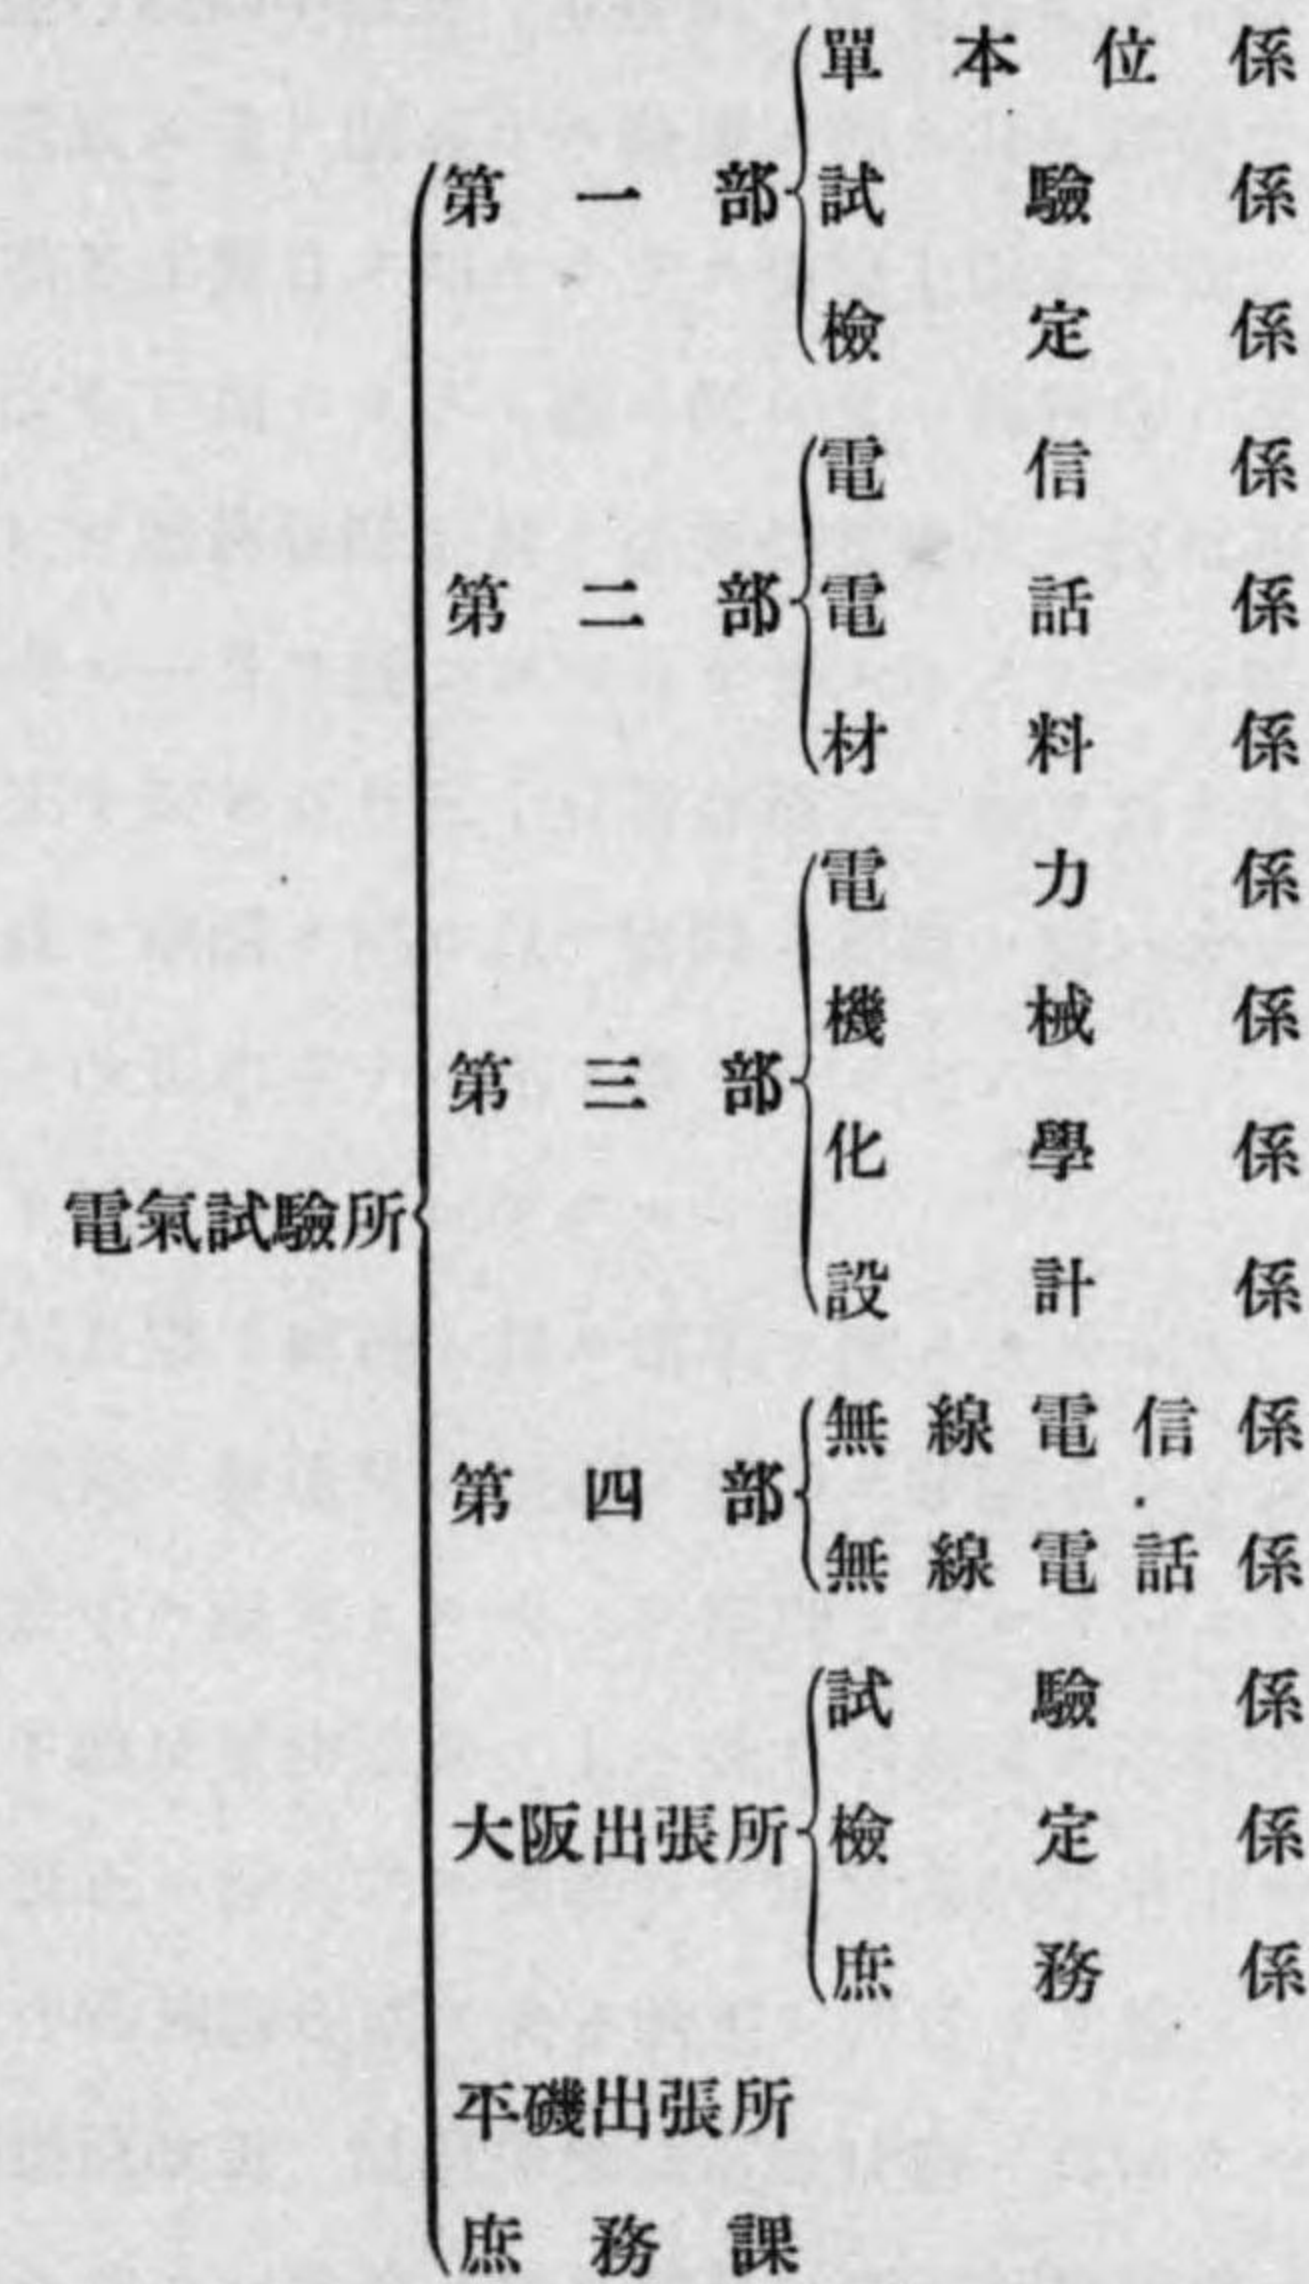 電氣試驗所
第一部
單本位係
試驗係
檢定係
第二部
電信係
電話係
材料係
第三部
電力係
機械係
化學係
設計係
第四部
無線電信係
無線電話係
大阪出張所
試驗係
檢定係
庶務係
平磯出張所
庶務課